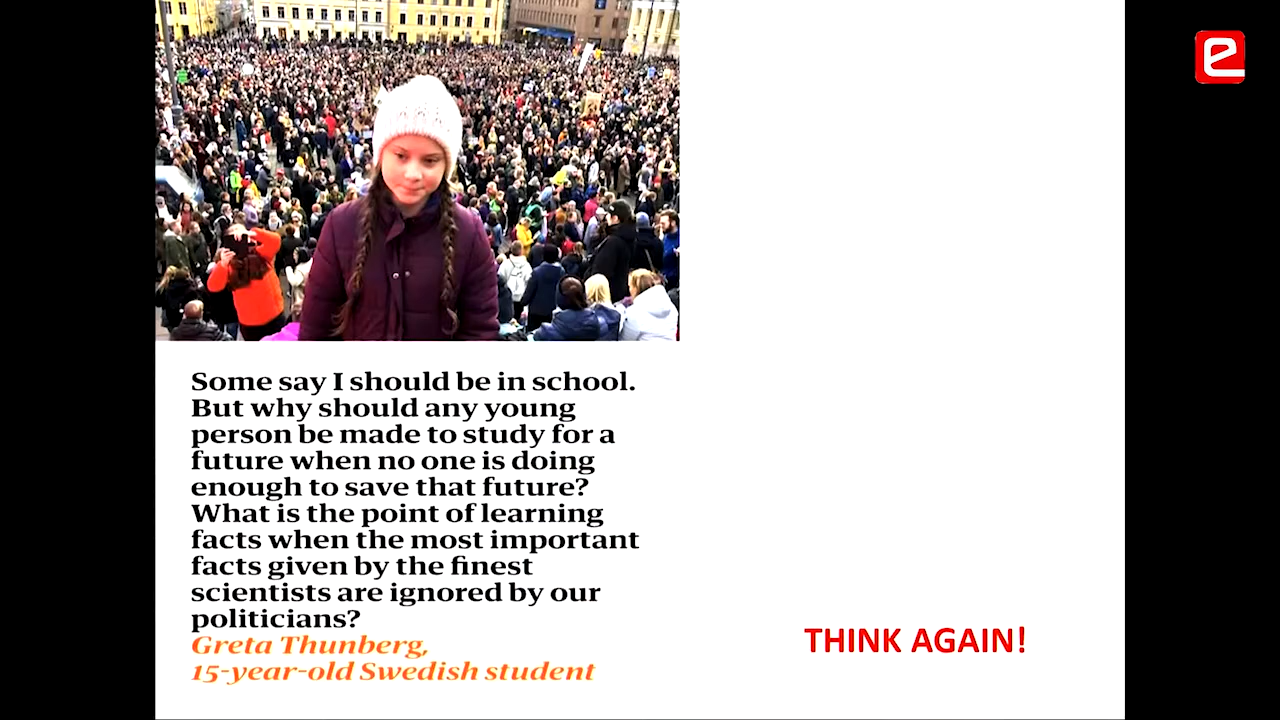 e
Some say I should be in school.
But why should any young
person be made to study for a
future when no one is doing
enough to save that future?
What is the point of learning
facts when the most important
facts given by the finest
scientists are ignored by our
politicians?
Greta Thunberg,
15-year-old Swedish student
THINK AGAIN!